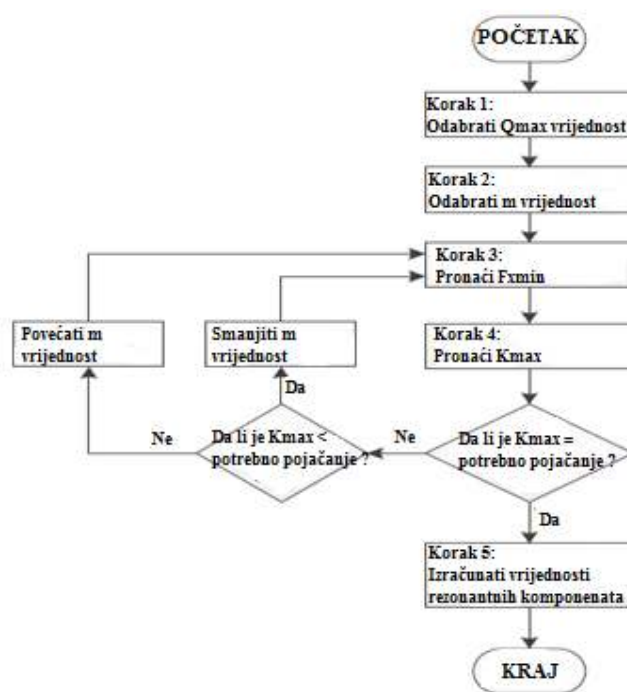 POČETAK
Korak 1:
Odabrati Qmax vrijednost
Korak 2:
Odabrati m vrijednost
Korak 3:
Pronaći Fxmin
Povećati m
vrijednost
Smanjiti m
vrijednost
Korak 4:
Pronaći Kmax
Da
Ne
Da li je Kmax <
potrebno pojačanje ?
Ne
Da li je Kmax =
potrebno pojačanje ?
Da
Korak 5:
Izračunati vrijednosti
rezonantnih komponenata
KRAJ